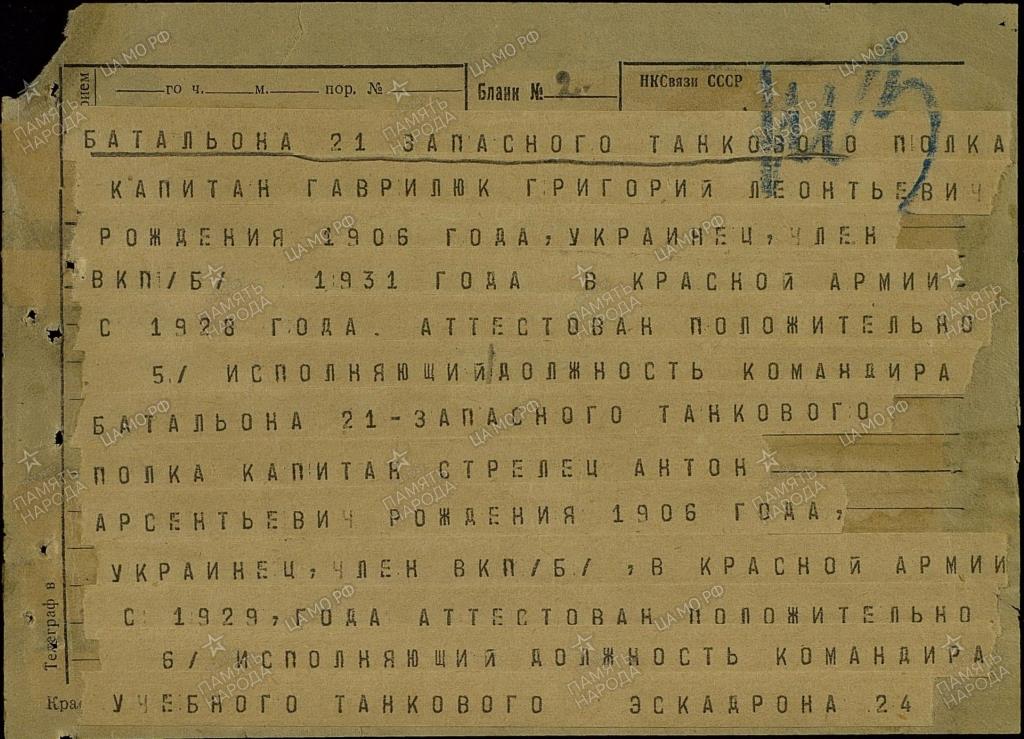 го ч. м. пор. № Бланк № 2. НКСвязи СССР
БАТАЛЬОНА 21 ЗАПАСНОГО ТАНКОВОГО ПОЛКА
КАПИТАН ГАВРИЛЮК ГРИГОРИЙ ЛЕОНТЬЕВИЧ
РОЖДЕНИЯ 1906 ГОДА, УКРАИНЕЦ, ЧЛЕН
ВКП/Б/ 1931 ГОДА В КРАСНОЙ АРМИИ-
С 1928 ГОДА. АТТЕСТОВАН ПОЛОЖИТЕЛЬНО
5/ ИСПОЛНЯЮЩИЙ ДОЛЖНОСТЬ КОМАНДИРА
БАТАЛЬОНА 21-ЗАПАСНОГО ТАНКОВОГО
ПОЛКА КАПИТАН СТРЕЛЕЦ АНТОН
АРСЕНТЬЕВИЧ РОЖДЕНИЯ 1906 ГОДА,
УКРАИНЕЦ, ЧЛЕН ВКП/Б/ ,В КРАСНОЙ АРМИИ
С 1929, ГОДА АТТЕСТОВАН ПОЛОЖИТЕЛЬНО
6/ ИСПОЛНЯЮЩИЙ ДОЛЖНОСТЬ КОМАНДИРА
УЧЕБНОГО ТАНКОВОГО ЭСКАДРОНА 24
Телеграф в